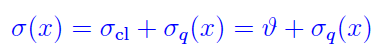 σ(x) = σ_cl + σ_q(x) = ϑ + σ_q(x)